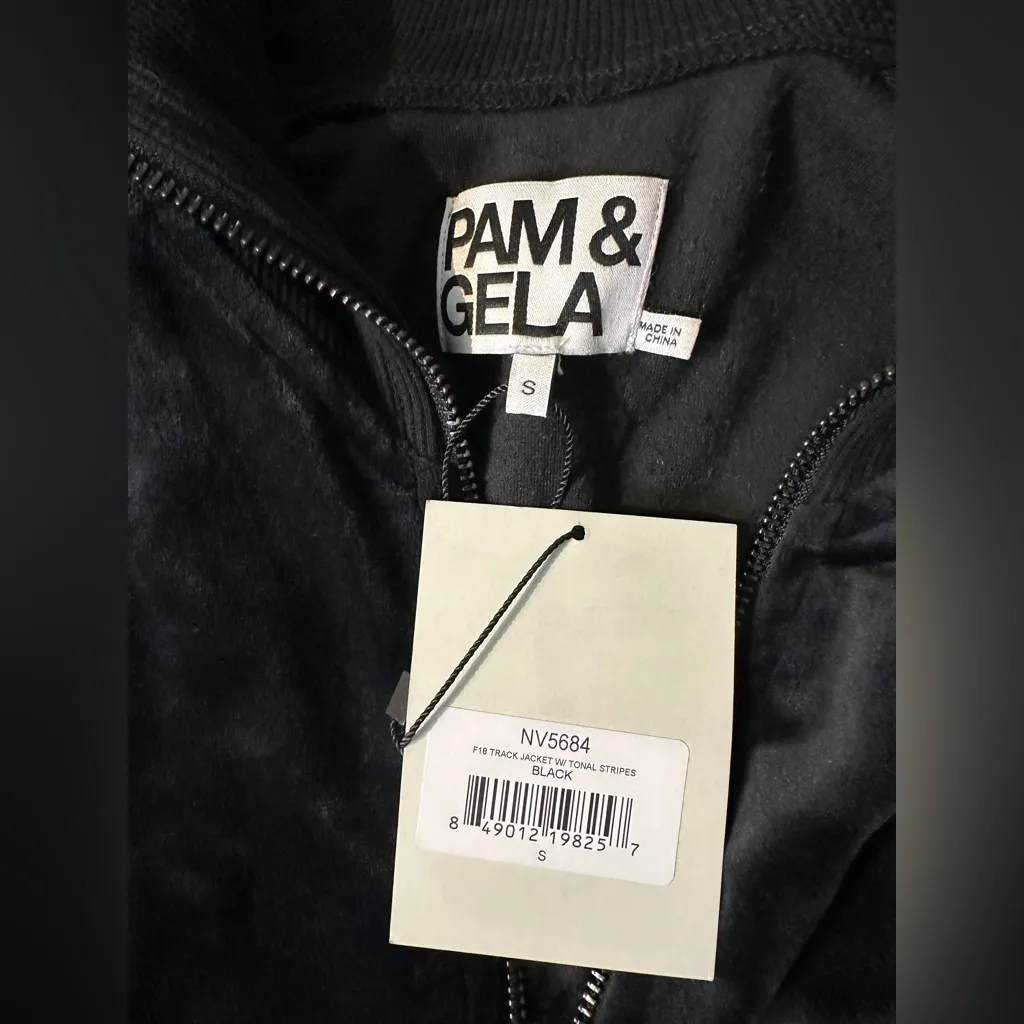 PAM &
GELA
MADE IN
CHINA
S
NV5684
F18 TRACK JACKET W/ TONAL STRIPES
BLACK
8 49012 19825 7
S